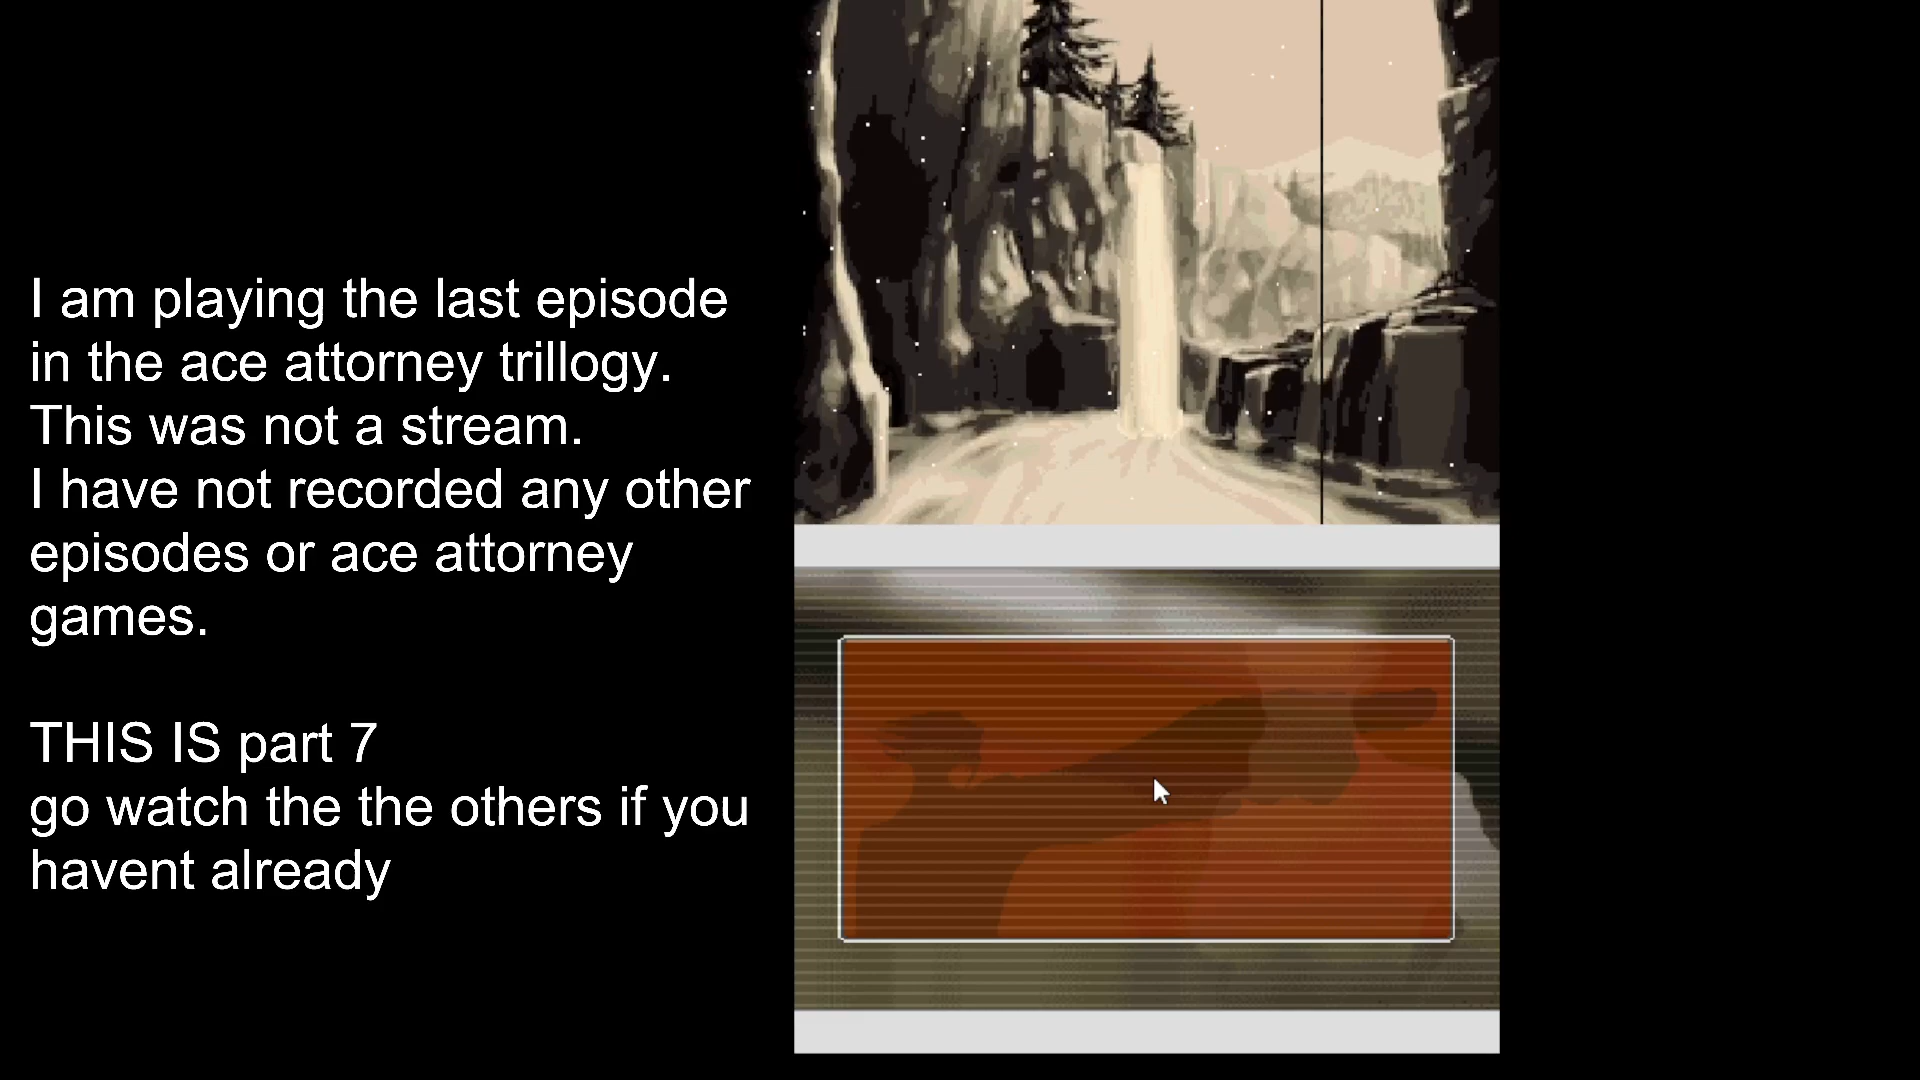 I am playing the last episode
in the ace attorney trillogy.
This was not a stream.
I have not recorded any other
episodes or ace attorney
games.
THIS IS part 7
go watch the the others if you
havent already